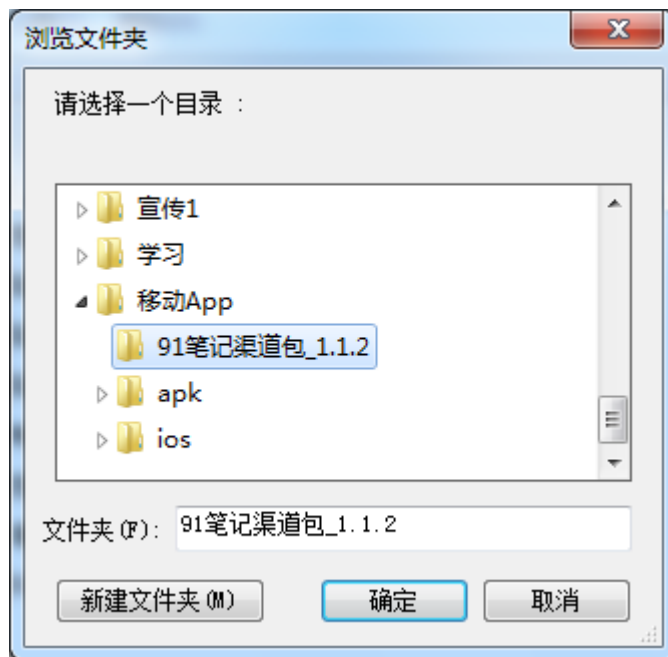 浏览文件夹
请选择一个目录 :
宣传1
学习
移动App
91笔记渠道包_1.1.2
apk
ios
文件夹(F): 91笔记渠道包_1.1.2
新建文件夹(M) 确定 取消